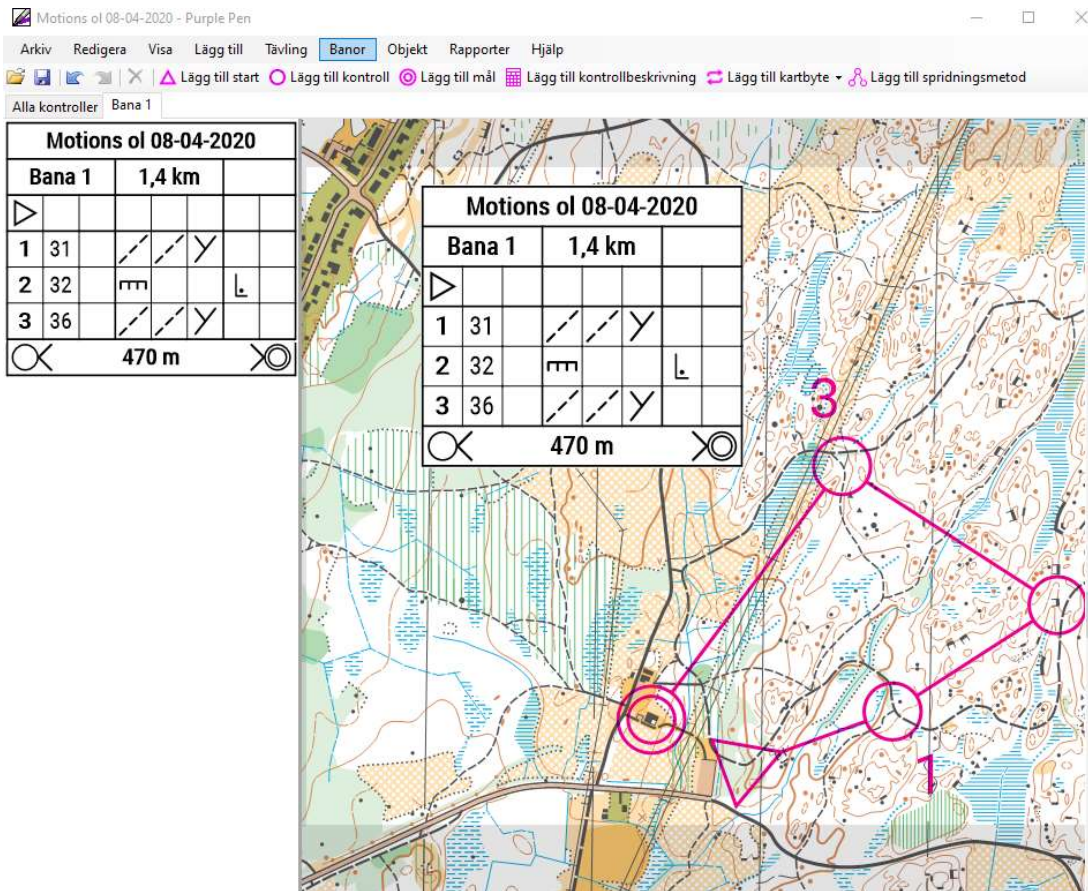 Motions ol 08-04-2020 - Purple Pen
Arkiv Redigera Visa Lägg till Tävling Banor Objekt Rapporter Hjälp
Lägg till start Lägg till kontroll Lägg till mål Lägg till kontrollbeskrivning Lägg till kartbyte Lägg till spridningsmetod
Alla kontroller Bana 1
Motions ol 08-04-2020
Bana 1 1,4 km
1 31
2 32
3 36
470 m
Motions ol 08-04-2020
Bana 1 1,4 km
1 31
2 32
3 36
470 m
3
1